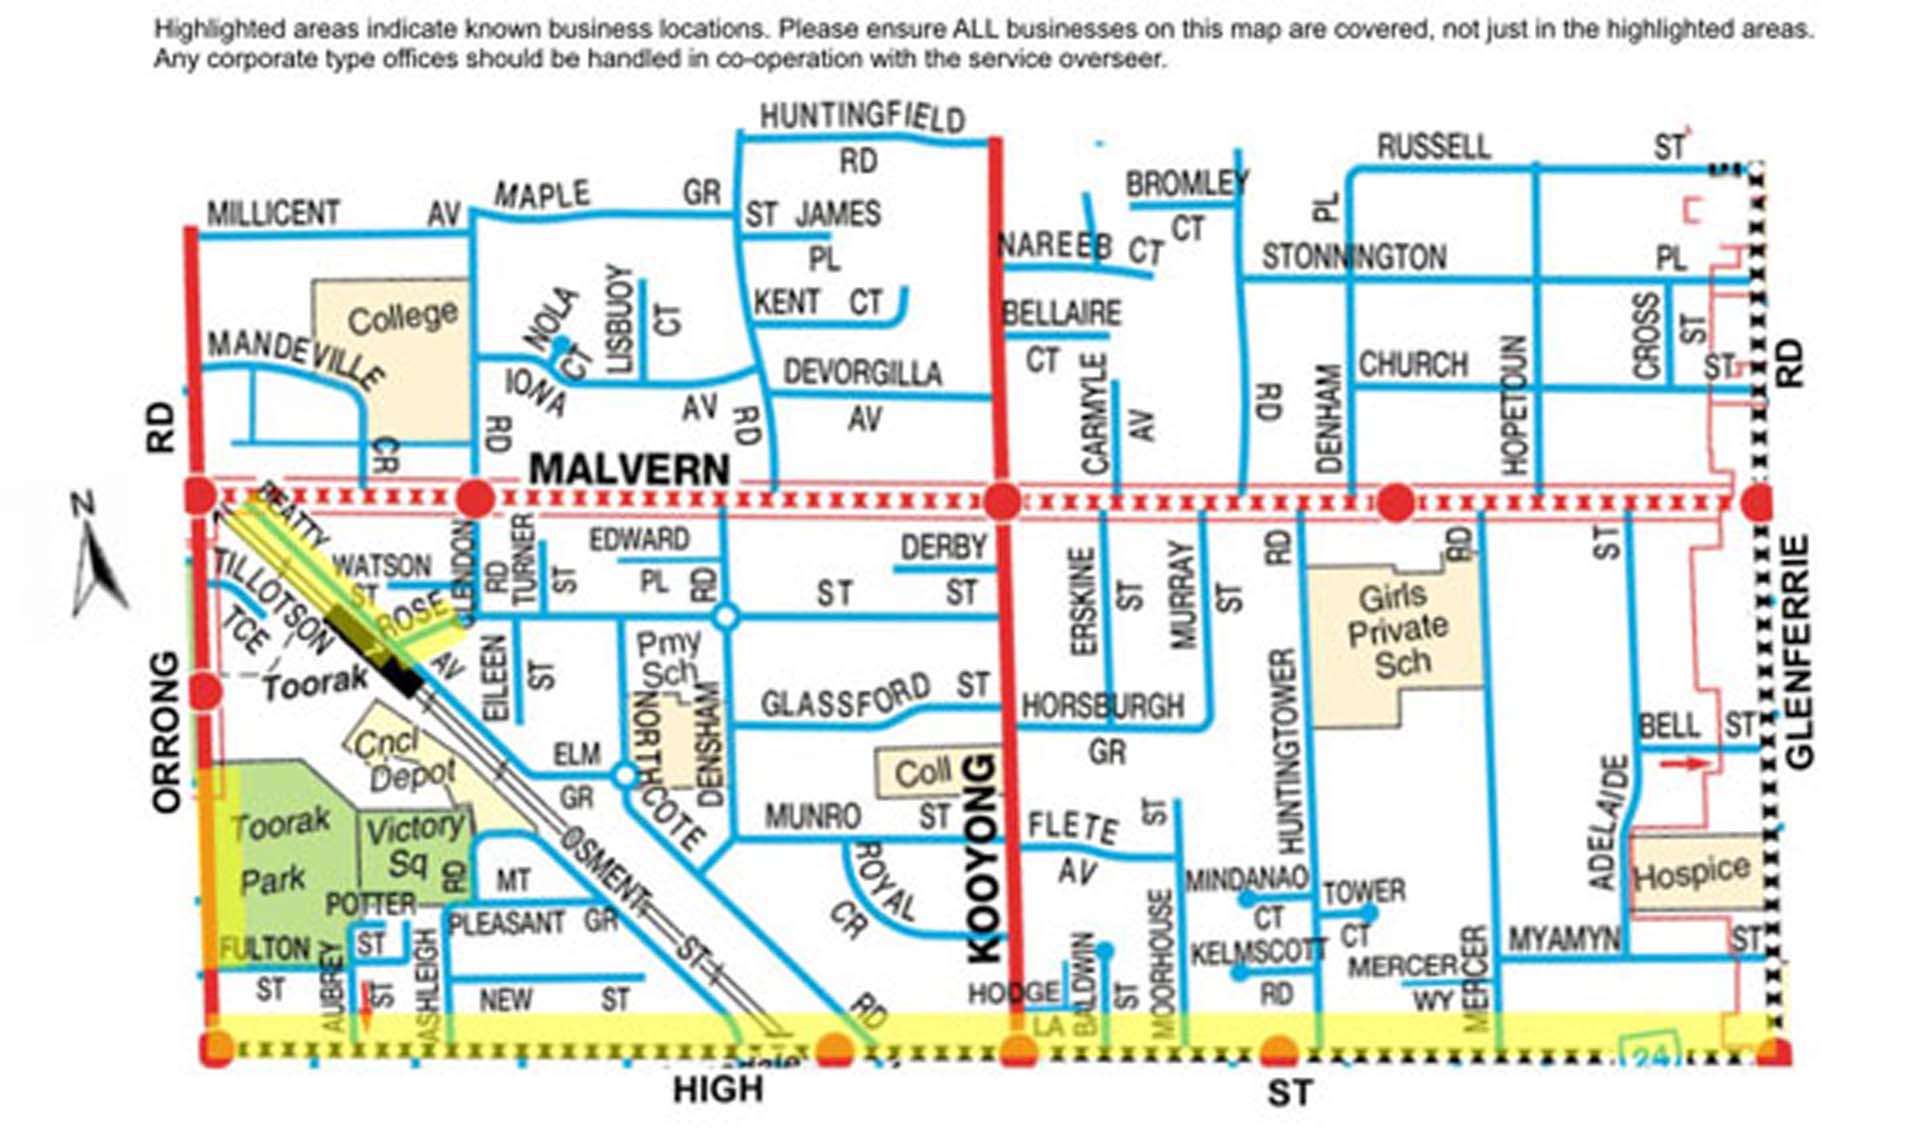 Highlighted areas indicate known business locations. Please ensure ALL businesses on this map are covered, not just in the highlighted areas.
Any corporate type offices should be handled in co-operation with the service overseer.
HUNTINGFIELD
RD
RUSSELL ST
MILLICENT AV
MAPLE GR
ST JAMES
PL
BROMLEY
CT
PL
NAREEB CT
STONNINGTON PL
College
NOLA
CT
LISBUOY
CT
KENT CT
BELLAIRE
CT
CROSS
ST
MANDEVILLE
CR
IONA
AV
DEVORGILLA
AV
CHURCH ST
RD
RD
RD
CARMYLE
AV
RD
DENHAM
HOPETOUN
RD
MALVERN
N
BEATTY
AV
TILLOTSON
TCE
WATSON
ST
ROSE
GLENDON
RD
TURNER
ST
EDWARD
PL
RD
DERBY
ST
ST
ERSKINE
ST
MURRAY
ST
RD
RD
ST
Girls
Private
Sch
Toorak
EILEEN
ST
Pmy
Sch
GLASSFORD ST
HORSBURGH
GR
HUNTINGTOWER
BELL ST
GLENFERRIE
ORRONG
Cncl
Depot
ELM
GR
NORTHCOTE
DENSHAM
Coll
KOOYONG
Toorak
Park
Victory
Sq
RD
OSMENT
ST
MUNRO ST
FLETE
AV
ST
ADELAIDE
Hospice
MT
PLEASANT GR
POTTER
ST
ROYAL
CR
MINDANAO
CT
TOWER
CT
FULTON
ST
AUBREY
ST
ASHLEIGH
NEW ST
RD
HODGE
LA
BALDWIN
ST
MOORHOUSE
KELMSCOTT
RD
MERCER
WY
MERCER
MYAMYN ST
24
HIGH ST